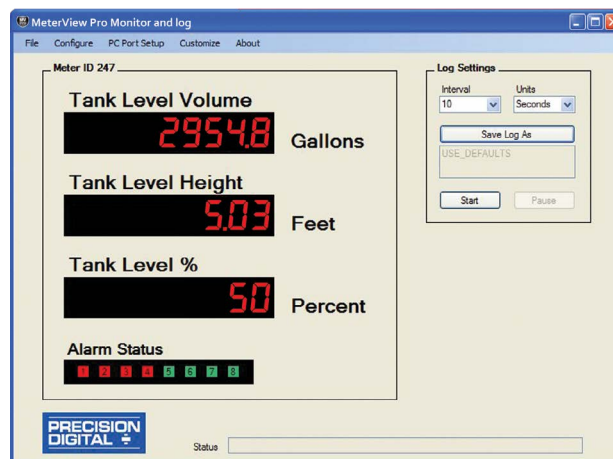 MeterView Pro Monitor and log
File Configure PC Port Setup Customize About
Meter ID 247
Tank Level Volume
2954.8 Gallons
Tank Level Height
5.03 Feet
Tank Level %
50 Percent
Alarm Status
1 2 3 4 5 6 7 8
Log Settings
Interval Units
10 Seconds
Save Log As
USE_DEFAULTS
Start Pause
PRECISION
DIGITAL
Status